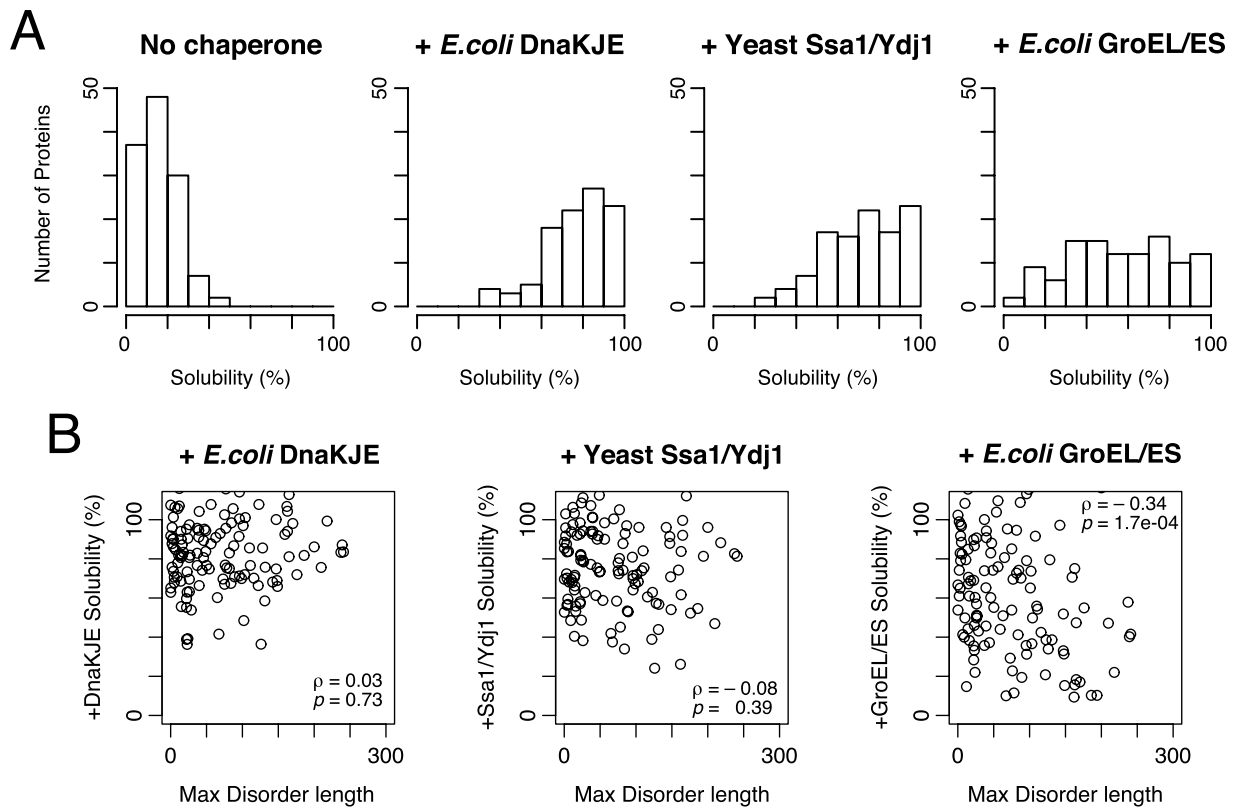 A
No chaperone
+ E.coli DnaKJE
+ Yeast Ssa1/Ydj1
+ E.coli GroEL/ES
Number of Proteins
50
0
0
100
Solubility (%)
50
0
0
100
Solubility (%)
50
0
0
100
Solubility (%)
50
0
0
100
Solubility (%)
B
+ E.coli DnaKJE
+ Yeast Ssa1/Ydj1
+ E.coli GroEL/ES
+DnaKJE Solubility (%)
100
0
ρ = 0.03
p = 0.73
0
300
Max Disorder length
+Ssa1/Ydj1 Solubility (%)
100
0
ρ = − 0.08
p = 0.39
0
300
Max Disorder length
+GroEL/ES Solubility (%)
100
0
ρ = − 0.34
p = 1.7e-04
0
300
Max Disorder length